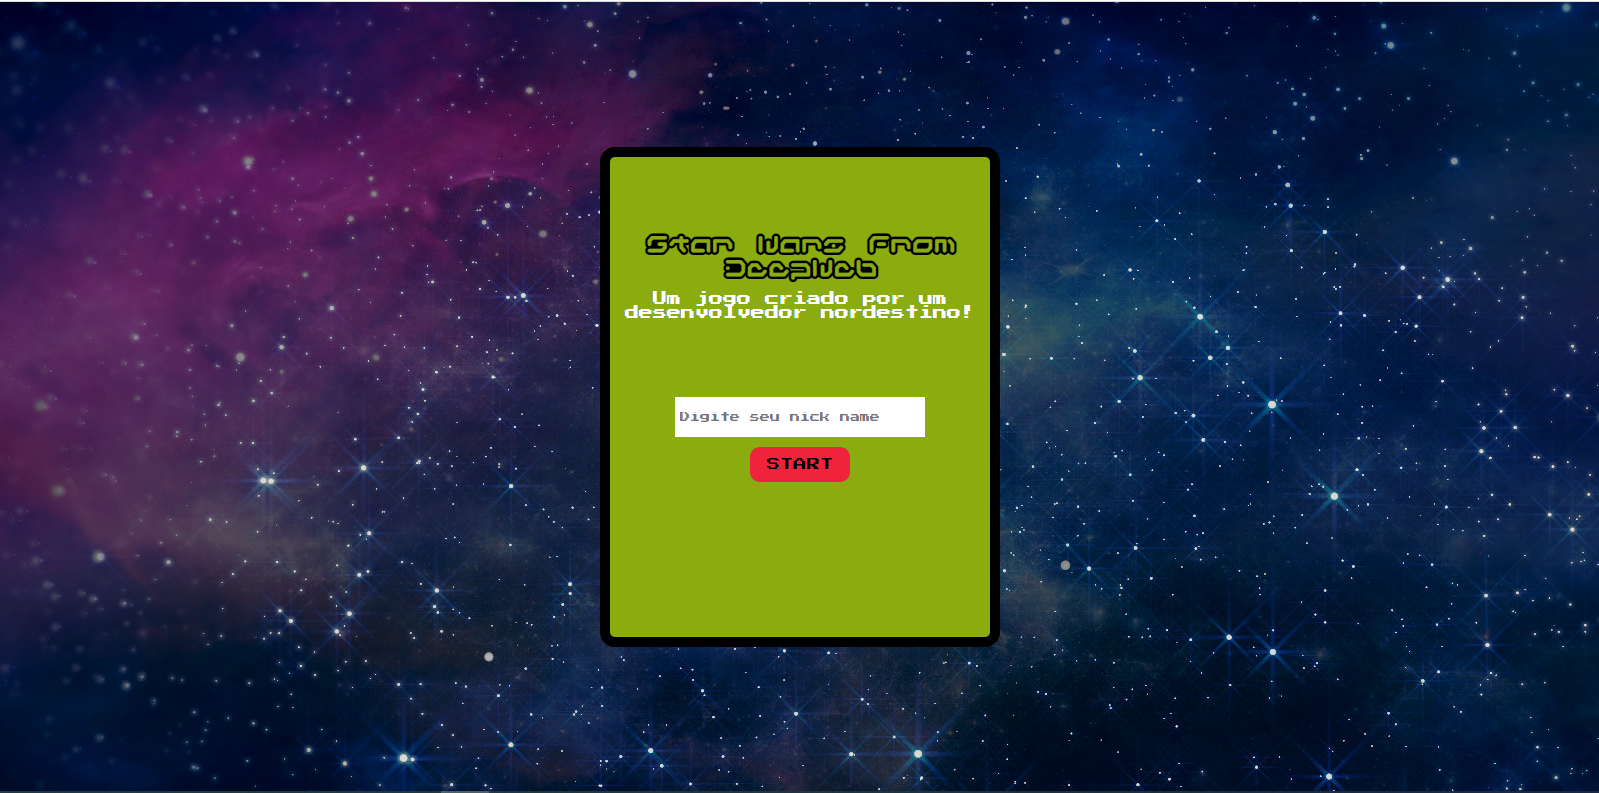 Star Wars From
DeepWeb
Um jogo criado por um
desenvolvedor nordestino!
Digite seu nick name
START